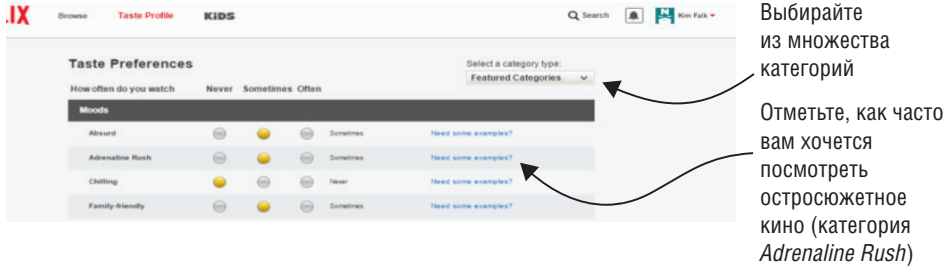 IX Browse Taste Profile KiDS Search Kim Falk
Taste Preferences
Select a category type:
Featured Categories
How often do you watch Never Sometimes Often
Moods
Absurd Sometimes Need some examples?
Adrenaline Rush Sometimes Need some examples?
Chilling Never Need some examples?
Family-friendly Sometimes Need some examples?
Выбирайте
из множества
категорий
Отметьте, как часто
вам хочется
посмотреть
остросюжетное
кино (категория
Adrenaline Rush)